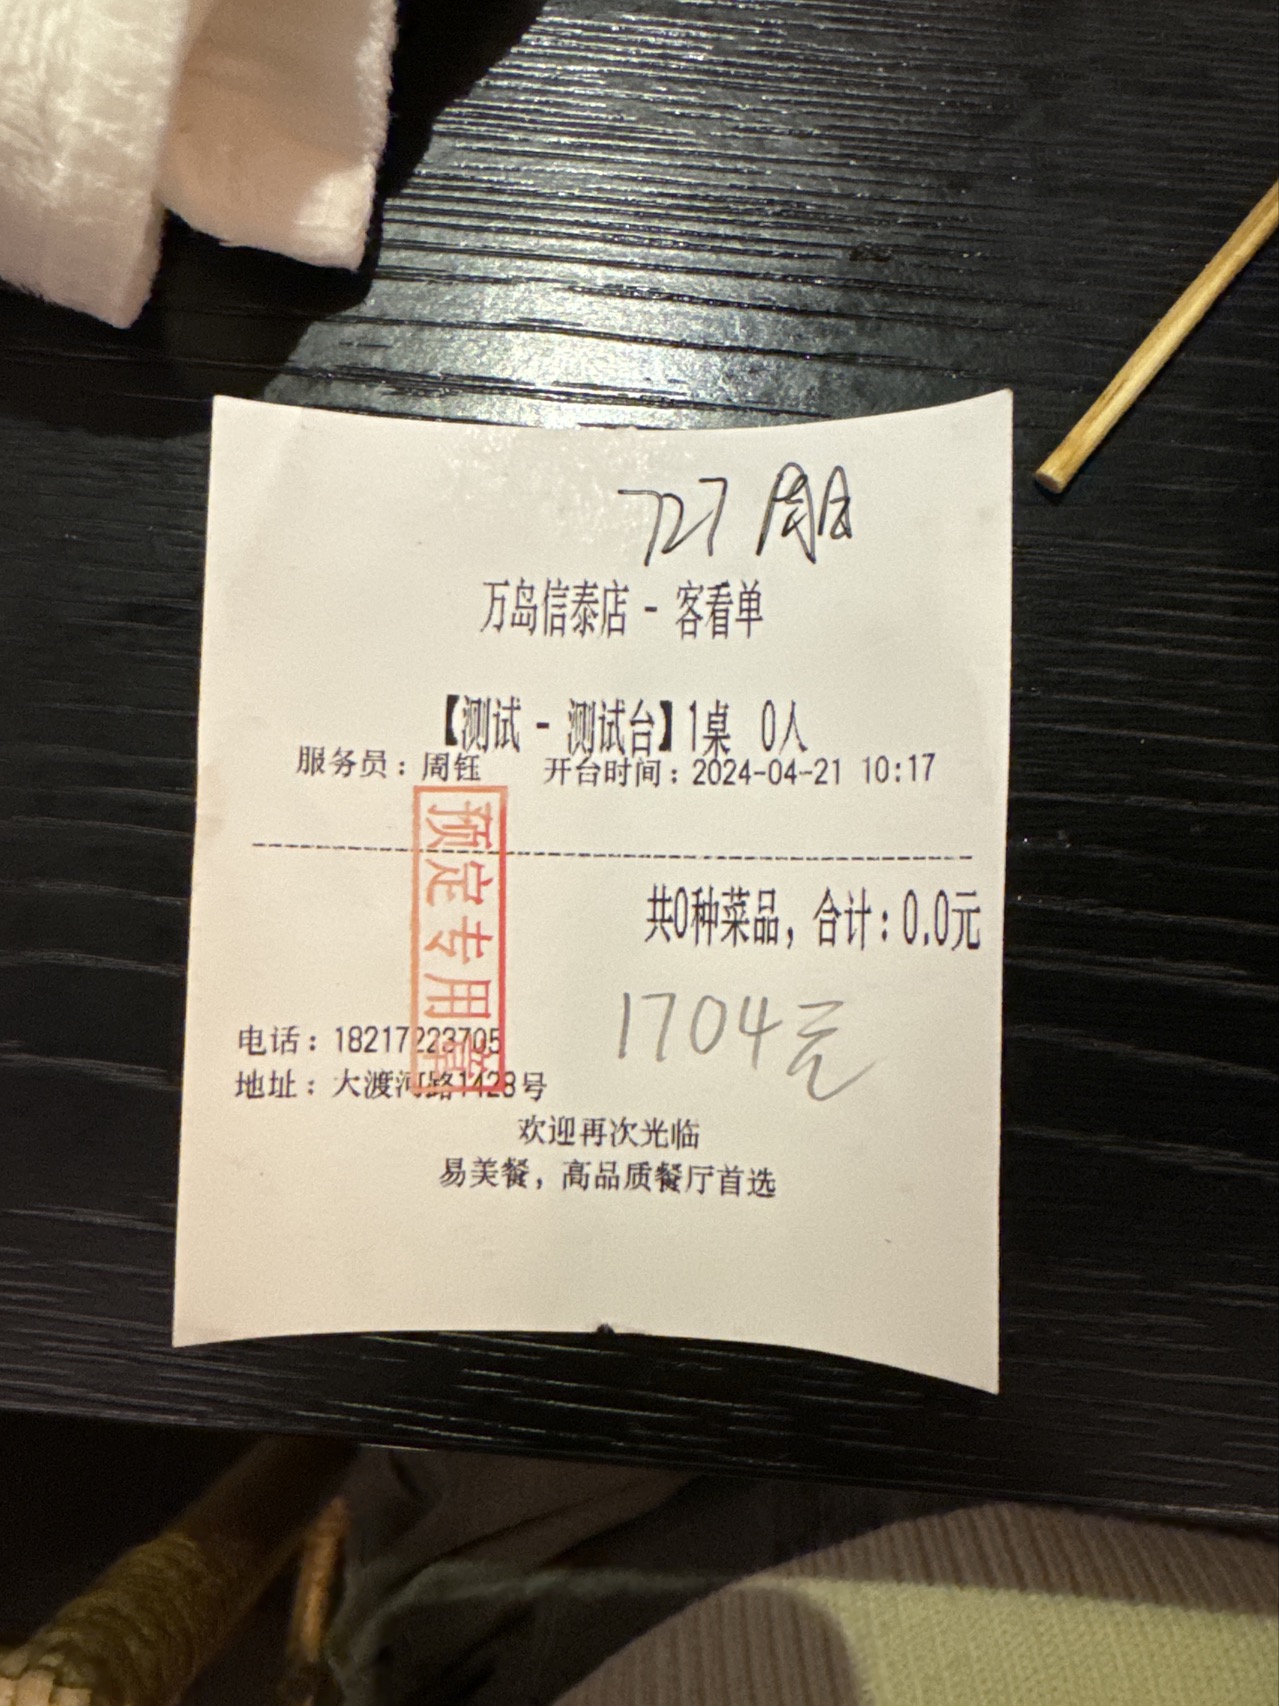 727 周
万岛信泰店 - 客看单
【测试 - 测试台】1桌 0人
服务员：周钰 开台时间：2024-04-21 10:17
共0种菜品，合计：0.0元
预定专用章
1704元
电话：18217223705
地址：大渡河路1428号
欢迎再次光临
易美餐，高品质餐厅首选